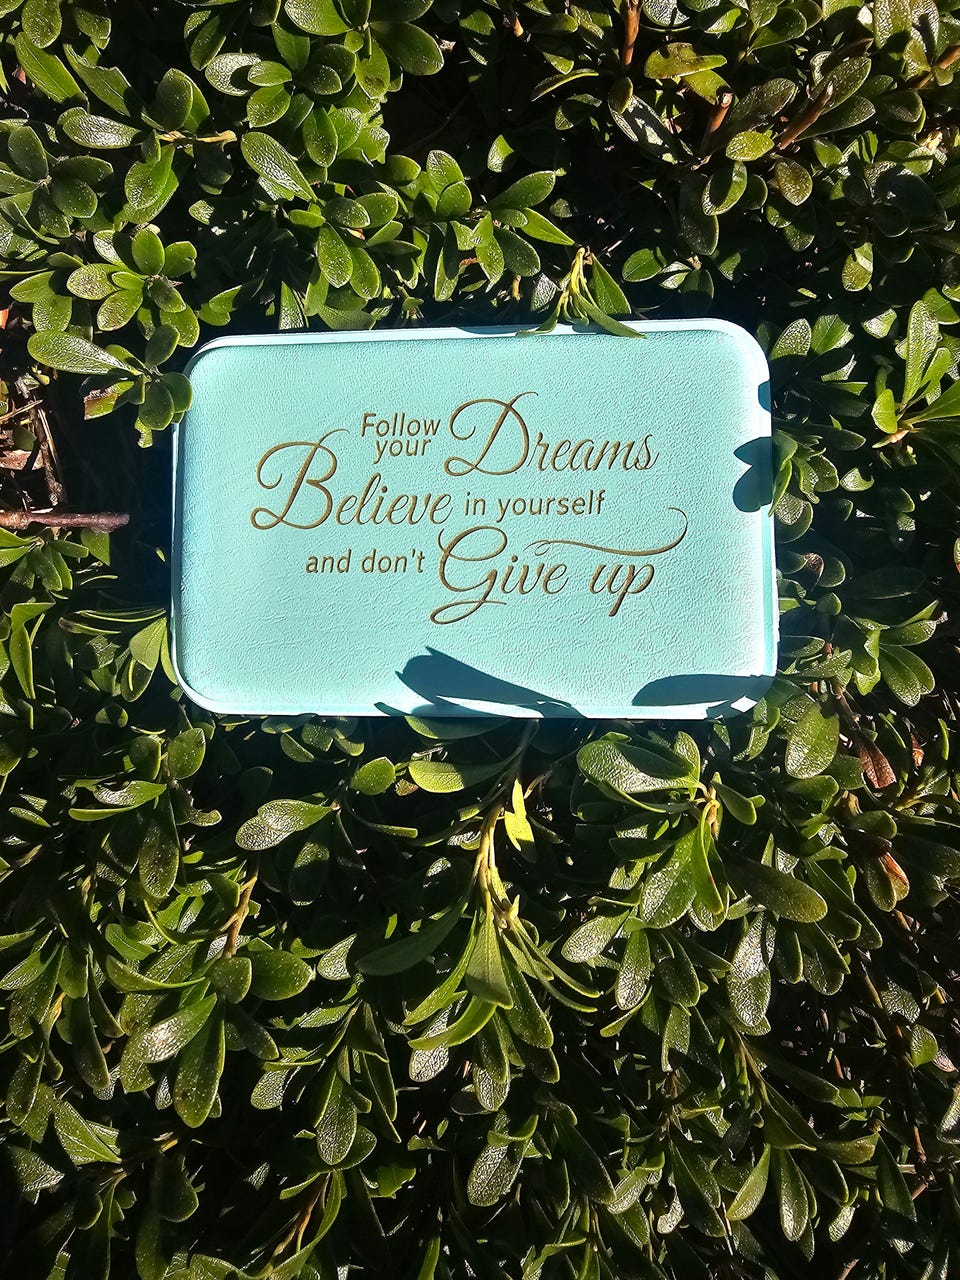 Follow your Dreams
Believe in yourself
and don't Give up